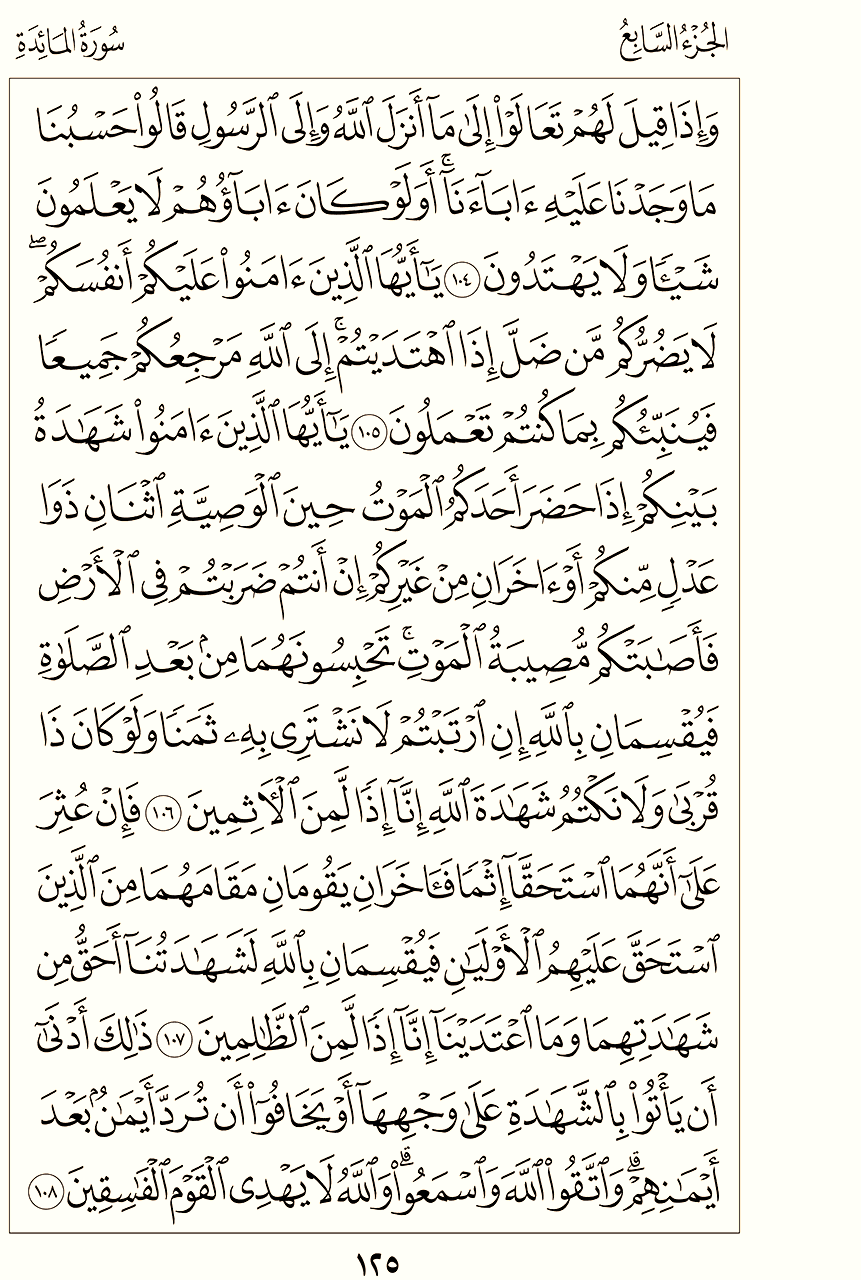 الجُزْءُ السَّابِعُ
سُورَةُ المَائِدَةِ
وَإِذَا قِيلَ لَهُمْ تَعَالَوْاْ إِلَىٰ مَآ أَنزَلَ ٱللَّهُ وَإِلَى ٱلرَّسُولِ قَالُواْ حَسْبُنَا
مَا وَجَدْنَا عَلَيْهِ ءَابَآءَنَآۚ أَوَلَوْ كَانَ ءَابَآؤُهُمْ لَا يَعْلَمُونَ
شَيْـًٔا وَلَا يَهْتَدُونَ ١٠٤ يَـٰٓأَيُّهَا ٱلَّذِينَ ءَامَنُواْ عَلَيْكُمْ أَنفُسَكُمْۖ
لَا يَضُرُّكُم مَّن ضَلَّ إِذَا ٱهْتَدَيْتُمْۚ إِلَى ٱللَّهِ مَرْجِعُكُمْ جَمِيعًا
فَيُنَبِّئُكُم بِمَا كُنتُمْ تَعْمَلُونَ ١٠٥ يَـٰٓأَيُّهَا ٱلَّذِينَ ءَامَنُواْ شَهَـٰدَةُ
بَيْنِكُمْ إِذَا حَضَرَ أَحَدَكُمُ ٱلْمَوْتُ حِينَ ٱلْوَصِيَّةِ ٱثْنَانِ ذَوَا
عَدْلٍ مِّنكُمْ أَوْ ءَاخَرَانِ مِنْ غَيْرِكُمْ إِنْ أَنتُمْ ضَرَبْتُمْ فِى ٱلْأَرْضِ
فَأَصَـٰبَتْكُم مُّصِيبَةُ ٱلْمَوْتِۚ تَحْبِسُونَهُمَا مِنۢ بَعْدِ ٱلصَّلَوٰةِ
فَيُقْسِمَانِ بِٱللَّهِ إِنِ ٱرْتَبْتُمْ لَا نَشْتَرِى بِهِۦ ثَمَنًا وَلَوْ كَانَ ذَا
قُرْبَىٰ وَلَا نَكْتُمُ شَهَـٰدَةَ ٱللَّهِ إِنَّآ إِذًا لَّمِنَ ٱلْـَٔاثِمِينَ ١٠٦ فَإِنْ عُثِرَ
عَلَىٰٓ أَنَّهُمَا ٱسْتَحَقَّآ إِثْمًا فَـَٔاخَرَانِ يَقُومَانِ مَقَامَهُمَا مِنَ ٱلَّذِينَ
ٱسْتَحَقَّ عَلَيْهِمُ ٱلْأَوْلَيَـٰنِ فَيُقْسِمَانِ بِٱللَّهِ لَشَهَـٰدَتُنَآ أَحَقُّ مِن
شَهَـٰدَتِهِمَا وَمَا ٱعْتَدَيْنَآ إِنَّآ إِذًا لَّمِنَ ٱلظَّـٰلِمِينَ ١٠٧ ذَٰلِكَ أَدْنَىٰٓ
أَن يَأْتُواْ بِٱلشَّهَـٰدَةِ عَلَىٰ وَجْهِهَآ أَوْ يَخَافُوٓاْ أَن تُرَدَّ أَيْمَـٰنٌۢ بَعْدَ
أَيْمَـٰنِهِمْۗ وَٱتَّقُواْ ٱللَّهَ وَٱسْمَعُواْۗ وَٱللَّهُ لَا يَهْدِى ٱلْقَوْمَ ٱلْفَـٰسِقِينَ ١٠٨
١٢٥